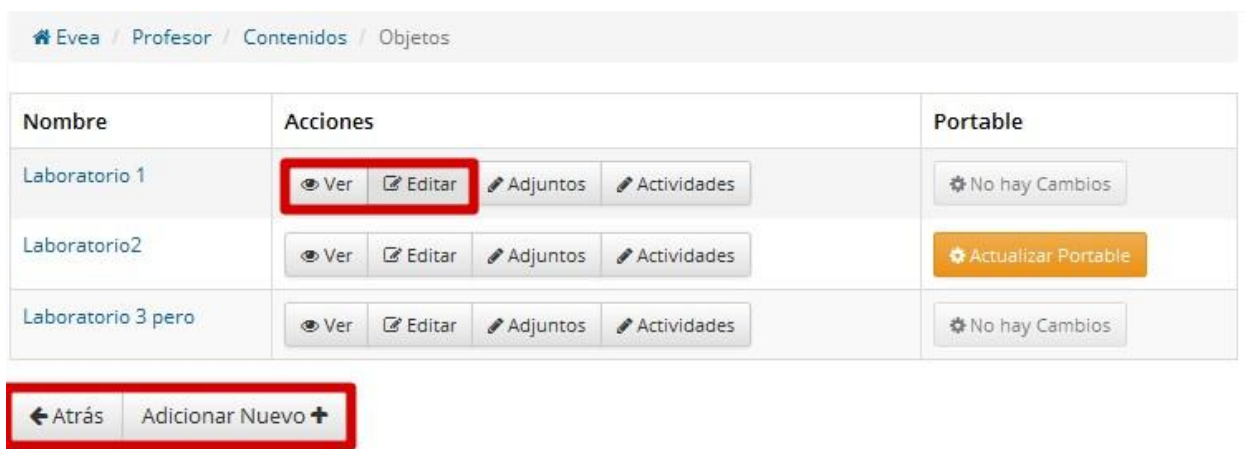 Evea / Profesor / Contenidos / Objetos
Nombre Acciones Portable
Laboratorio 1 Ver Editar Adjuntos Actividades No hay Cambios
Laboratorio2 Ver Editar Adjuntos Actividades Actualizar Portable
Laboratorio 3 pero Ver Editar Adjuntos Actividades No hay Cambios
Atrás Adicionar Nuevo